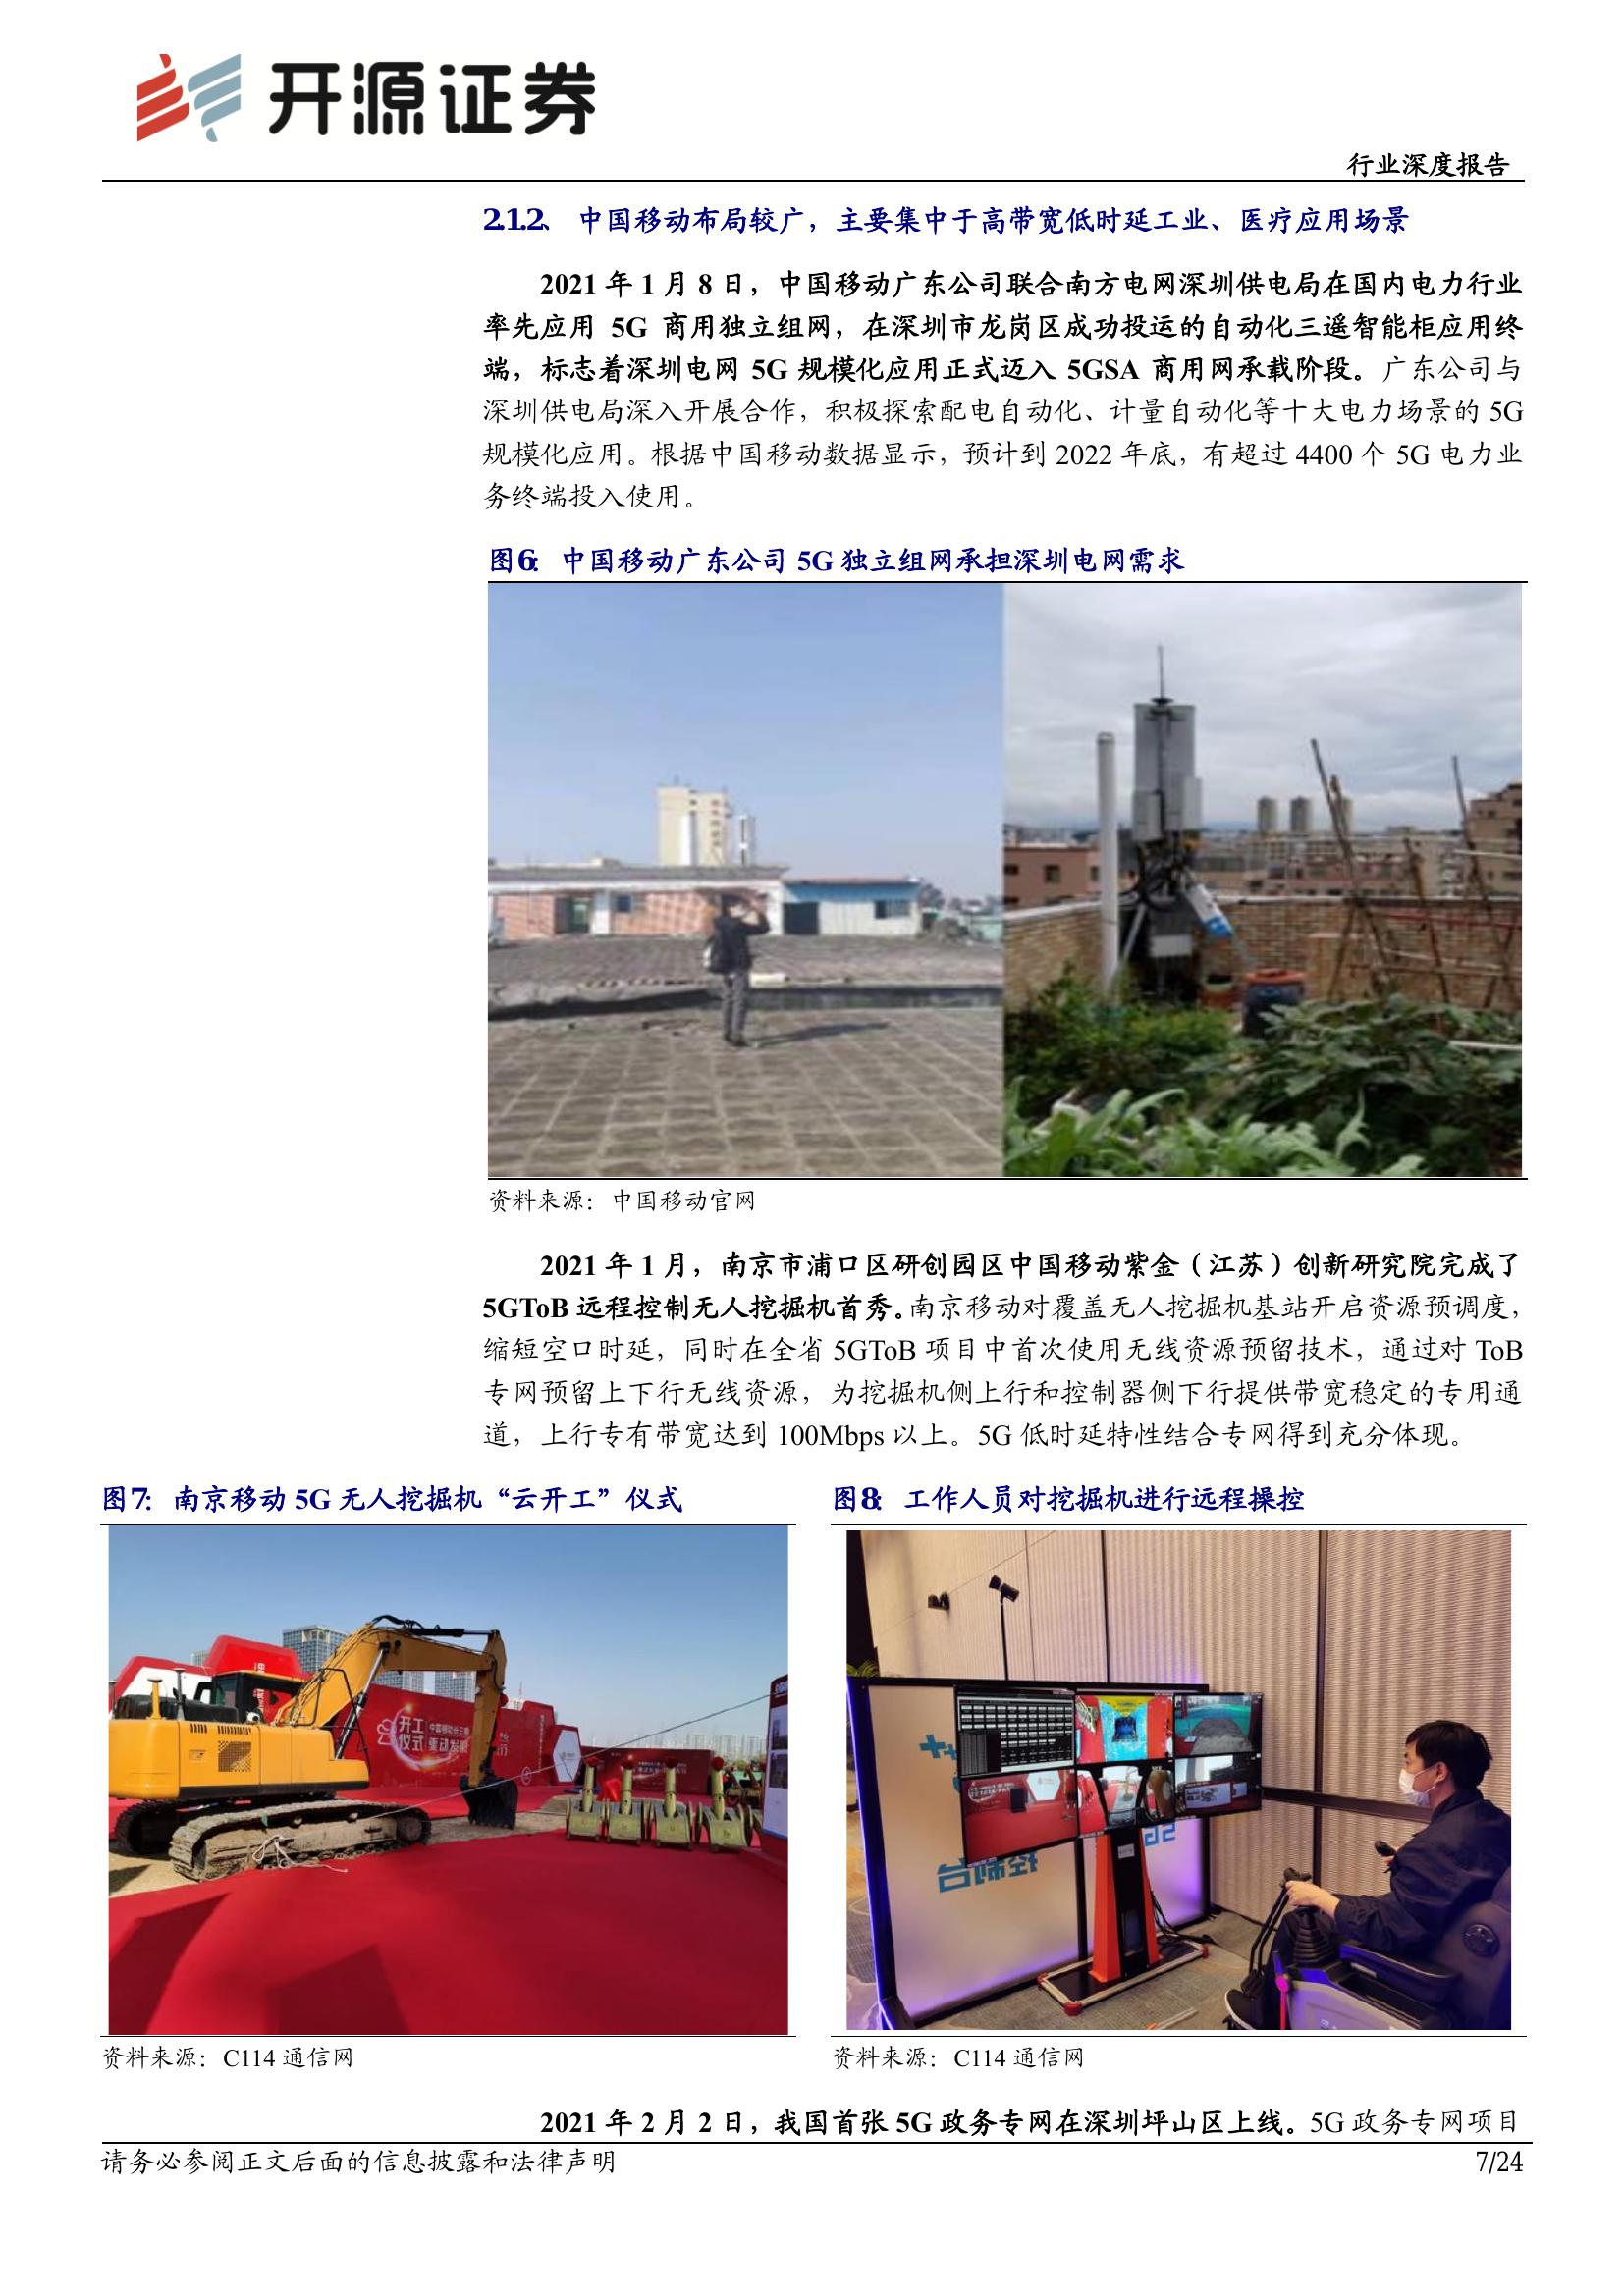 开源证券
行业深度报告
2.1.2、 中国移动布局较广，主要集中于高带宽低时延工业、医疗应用场景
2021 年 1 月 8 日，中国移动广东公司联合南方电网深圳供电局在国内电力行业
率先应用 5G 商用独立组网，在深圳市龙岗区成功投运的自动化三遥智能柜应用终
端，标志着深圳电网 5G 规模化应用正式迈入 5GSA 商用网承载阶段。广东公司与
深圳供电局深入开展合作，积极探索配电自动化、计量自动化等十大电力场景的 5G
规模化应用。根据中国移动数据显示，预计到 2022 年底，有超过 4400 个 5G 电力业
务终端投入使用。
图6： 中国移动广东公司 5G 独立组网承担深圳电网需求
资料来源：中国移动官网
2021 年 1 月，南京市浦口区研创园区中国移动紫金（江苏）创新研究院完成了
5GToB 远程控制无人挖掘机首秀。南京移动对覆盖无人挖掘机基站开启资源预调度，
缩短空口时延，同时在全省 5GToB 项目中首次使用无线资源预留技术，通过对 ToB
专网预留上下行无线资源，为挖掘机侧上行和控制器侧下行提供带宽稳定的专用通
道，上行专有带宽达到 100Mbps 以上。5G 低时延特性结合专网得到充分体现。
图7： 南京移动 5G 无人挖掘机“云开工”仪式
开工
仪式
图8： 工作人员对挖掘机进行远程操控
5G
控制台
资料来源：C114 通信网
资料来源：C114 通信网
2021 年 2 月 2 日，我国首张 5G 政务专网在深圳坪山区上线。5G 政务专网项目
请务必参阅正文后面的信息披露和法律声明
7/24